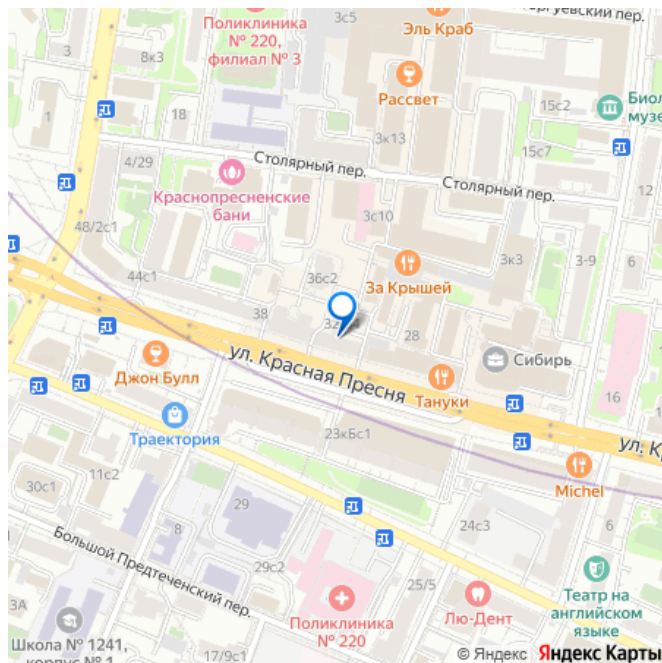 Поликлиника
№ 220,
филиал № 3
3с5
Эль Краб
3
8к3
Рассвет
1
18
3к13
15с2
15с7
4/29
Столярный пер.
Столярный пер.
12
Краснопресненские
бани
3с10
48/2с1
44с1
36с2
За Крышей
3к3
3-9
6
38
28
Сибирь
ул. Красная Пресня
Джон Булл
Тануки
16
Траектория
23кБс1
Michel
11с2
30с1
29
8
24с3
6
Большой Предтеченский пер.
29с2
25/5
Театр на
английском
языке
3А
Поликлиника
№ 220
Лю-Дент
Школа № 1241,
17/9с1
© Яндекс
Яндекс Карты